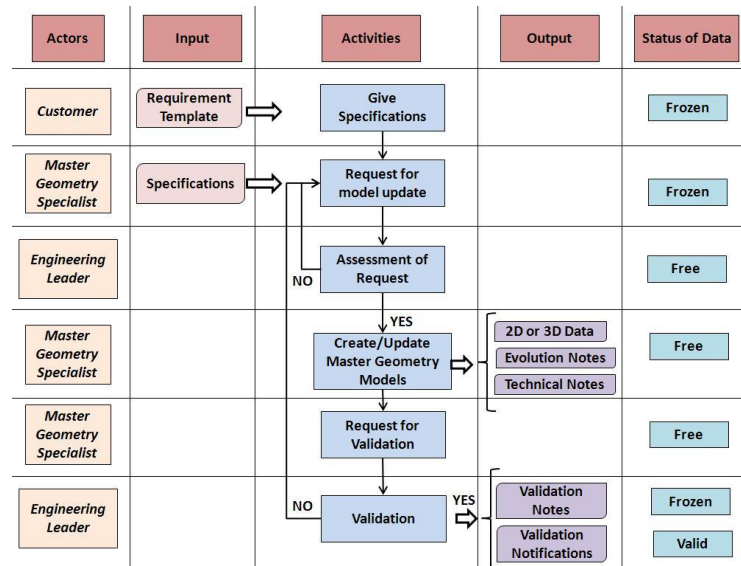 Actors
Input
Activities
Output
Status of Data
Customer
Requirement
Template
Give
Specifications
Frozen
Master
Geometry
Specialist
Specifications
Request for
model update
Frozen
Engineering
Leader
NO
Assessment of
Request
Free
YES
Master
Geometry
Specialist
Create/Update
Master Geometry
Models
2D or 3D Data
Evolution Notes
Technical Notes
Free
Master
Geometry
Specialist
Request for
Validation
Free
Engineering
Leader
NO
Validation
YES
Validation
Notes
Validation
Notifications
Frozen
Valid